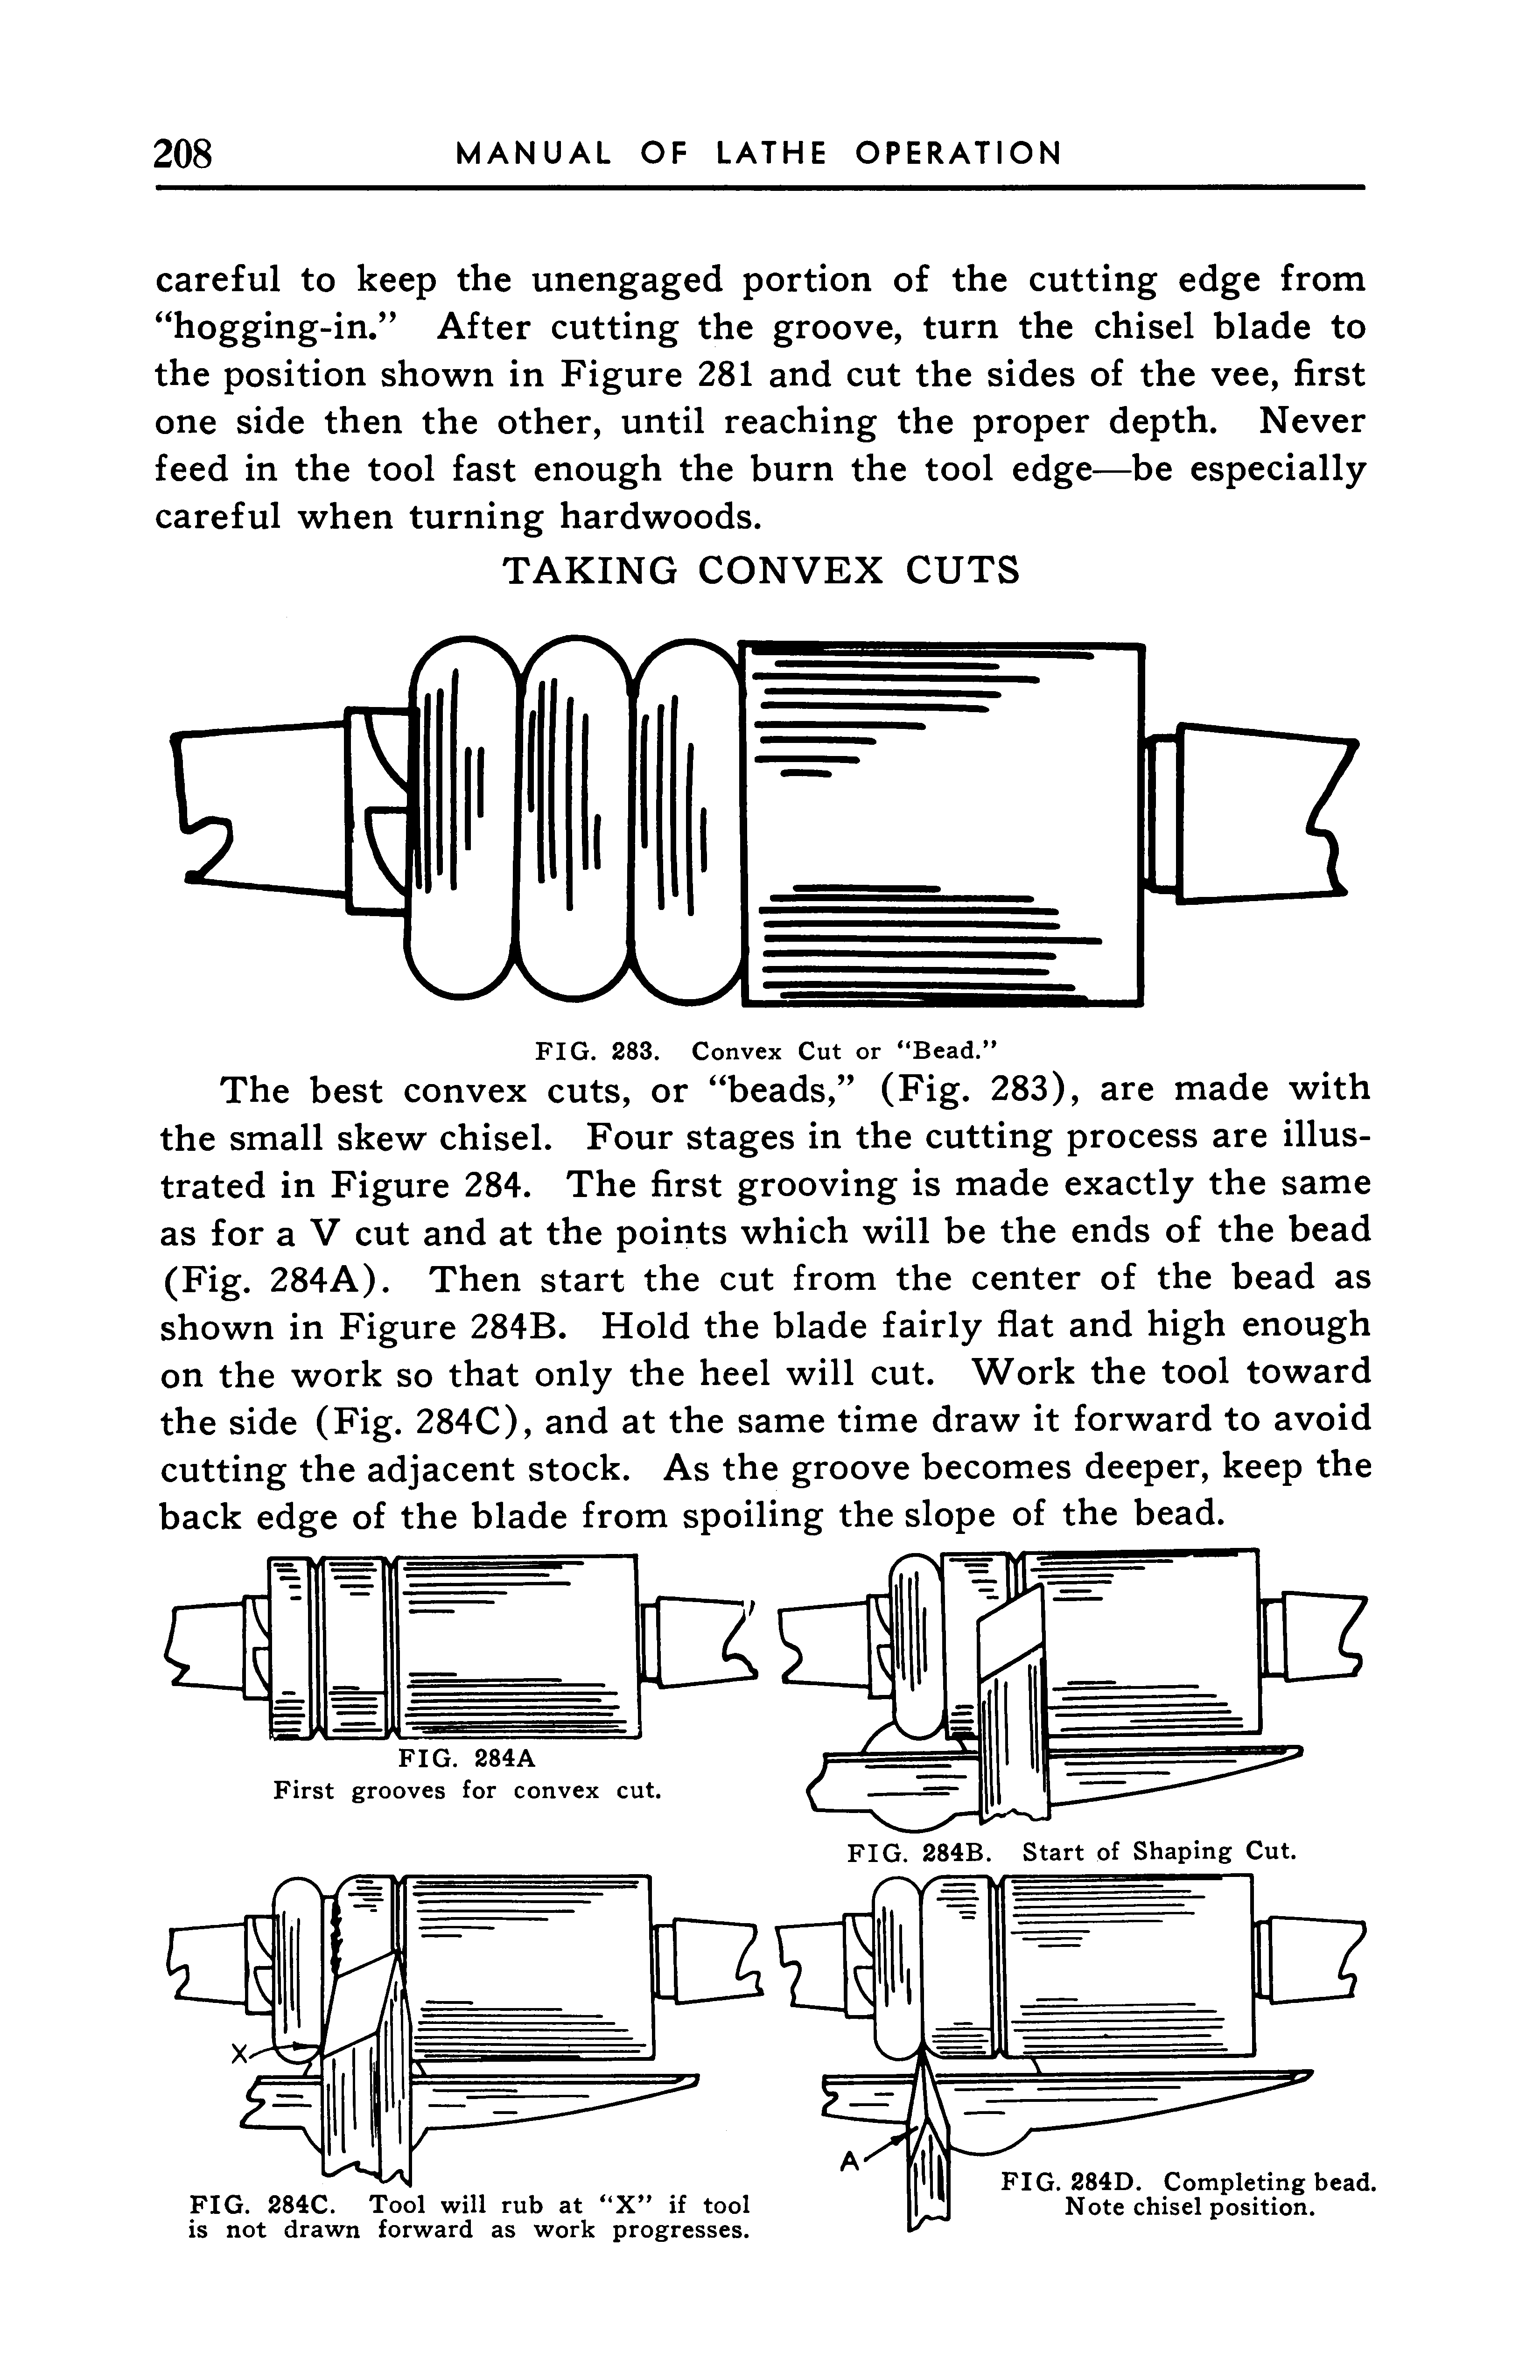 208 MANUAL OF LATHE OPERATION
careful to keep the unengaged portion of the cutting edge from
“hogging-in.” After cutting the groove, turn the chisel blade to
the position shown in Figure 281 and cut the sides of the vee, first
one side then the other, until reaching the proper depth. Never
feed in the tool fast enough the burn the tool edge—be especially
careful when turning hardwoods.
TAKING CONVEX CUTS
FIG. 283. Convex Cut or “Bead.”
The best convex cuts, or “beads,” (Fig. 283), are made with
the small skew chisel. Four stages in the cutting process are illus-
trated in Figure 284. The first grooving is made exactly the same
as for a V cut and at the points which will be the ends of the bead
(Fig. 284A). Then start the cut from the center of the bead as
shown in Figure 284B. Hold the blade fairly flat and high enough
on the work so that only the heel will cut. Work the tool toward
the side (Fig. 284C), and at the same time draw it forward to avoid
cutting the adjacent stock. As the groove becomes deeper, keep the
back edge of the blade from spoiling the slope of the bead.
FIG. 284A
First grooves for convex cut.
FIG. 284B. Start of Shaping Cut.
X
FIG. 284C. Tool will rub at “X” if tool
is not drawn forward as work progresses.
A
FIG. 284D. Completing bead.
Note chisel position.